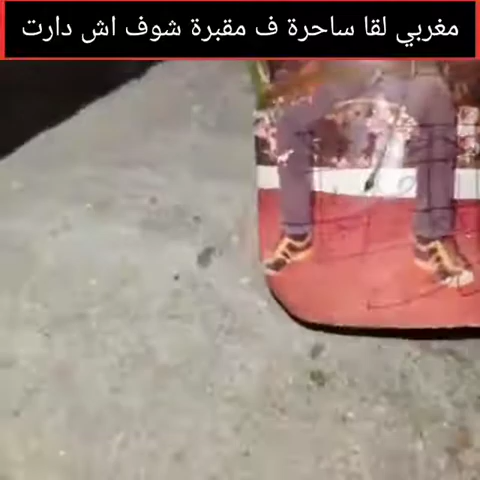 مغربي لقا ساحرة ف مقبرة شوف اش دارت